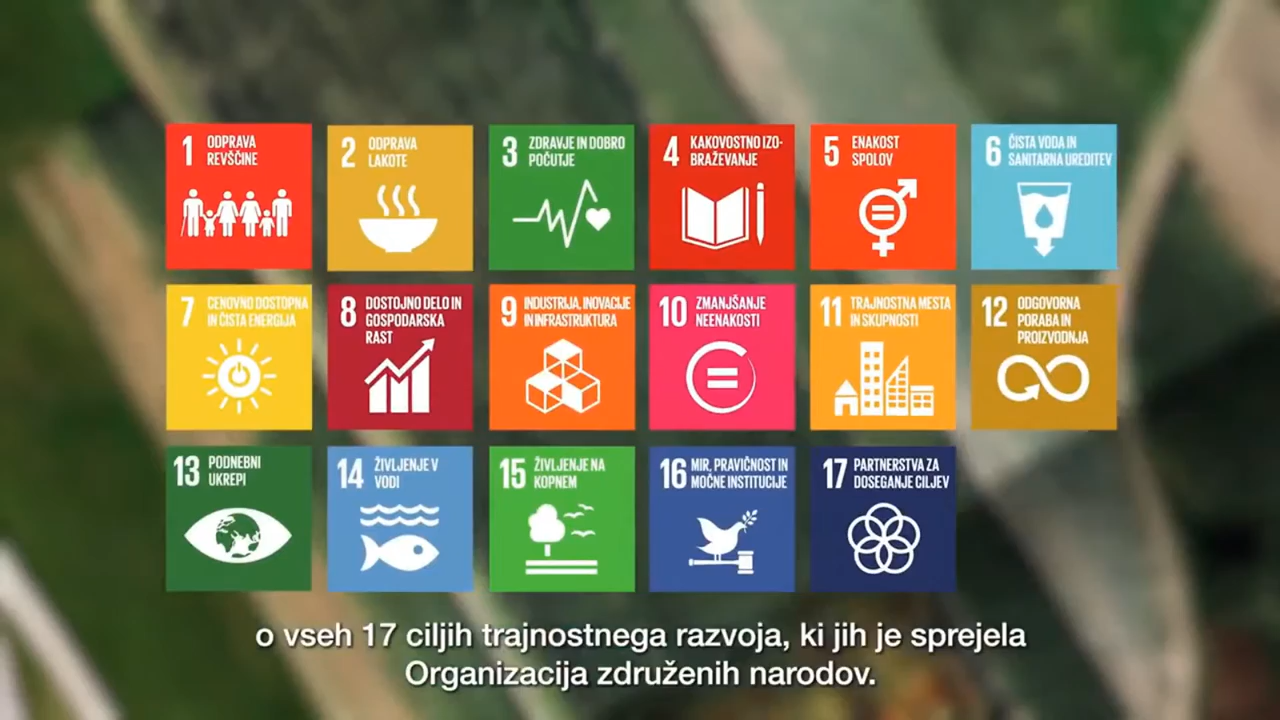 1 ODPRAVA
REVŠČINE
2 ODPRAVA
LAKOTE
3 ZDRAVJE IN DOBRO
POČUTJE
4 KAKOVOSTNO IZO-
BRAŽEVANJE
5 ENAKOST
SPOLOV
6 ČISTA VODA IN
SANITARNA UREDITEV
7 CENOVNO DOSTOPNA
IN ČISTA ENERGIJA
8 DOSTOJNO DELO IN
GOSPODARSKA
RAST
9 INDUSTRIJA, INOVACIJE
IN INFRASTRUKTURA
10 ZMANJŠANJE
NEENAKOSTI
11 TRAJNOSTNA MESTA
IN SKUPNOSTI
12 ODGOVORNA
PORABA IN
PROIZVODNJA
13 PODNEBNI
UKREPI
14 ŽIVLJENJE V
VODI
15 ŽIVLJENJE NA
KOPNEM
16 MIR, PRAVIČNOST IN
MOČNE INSTITUCIJE
17 PARTNERSTVA ZA
DOSEGANJE CILJEV
o vseh 17 ciljih trajnostnega razvoja, ki jih je sprejela
Organizacija združenih narodov.